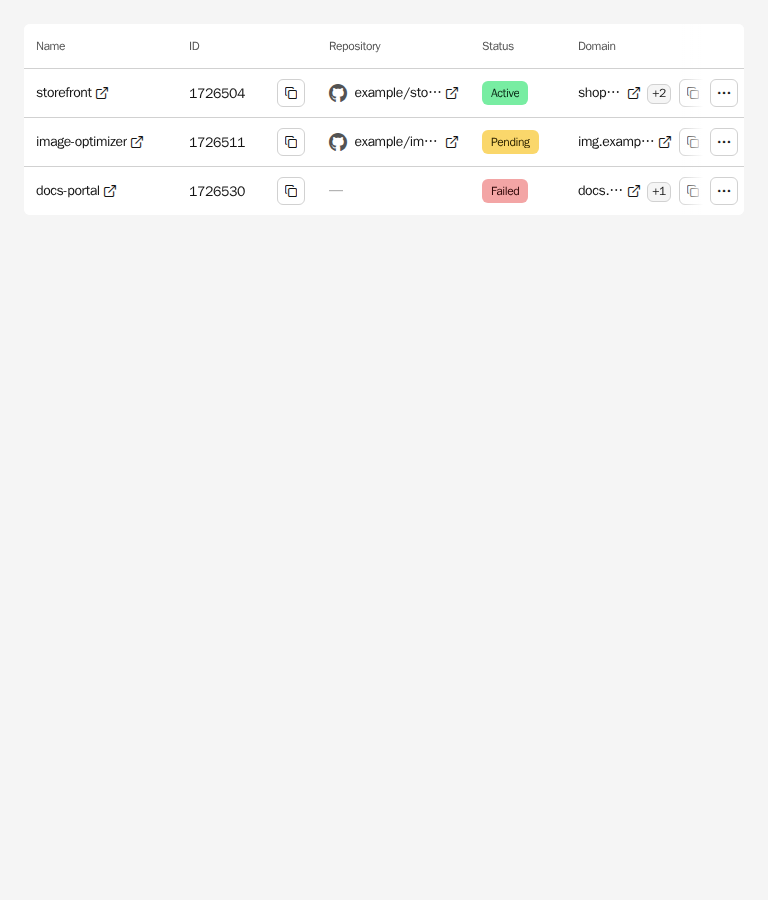 Name ID Repository Status Domain
storefront 1726504 example/sto··· Active shop··· +2
image-optimizer 1726511 example/im··· Pending img.examp···
docs-portal 1726530 — Failed docs.··· +1